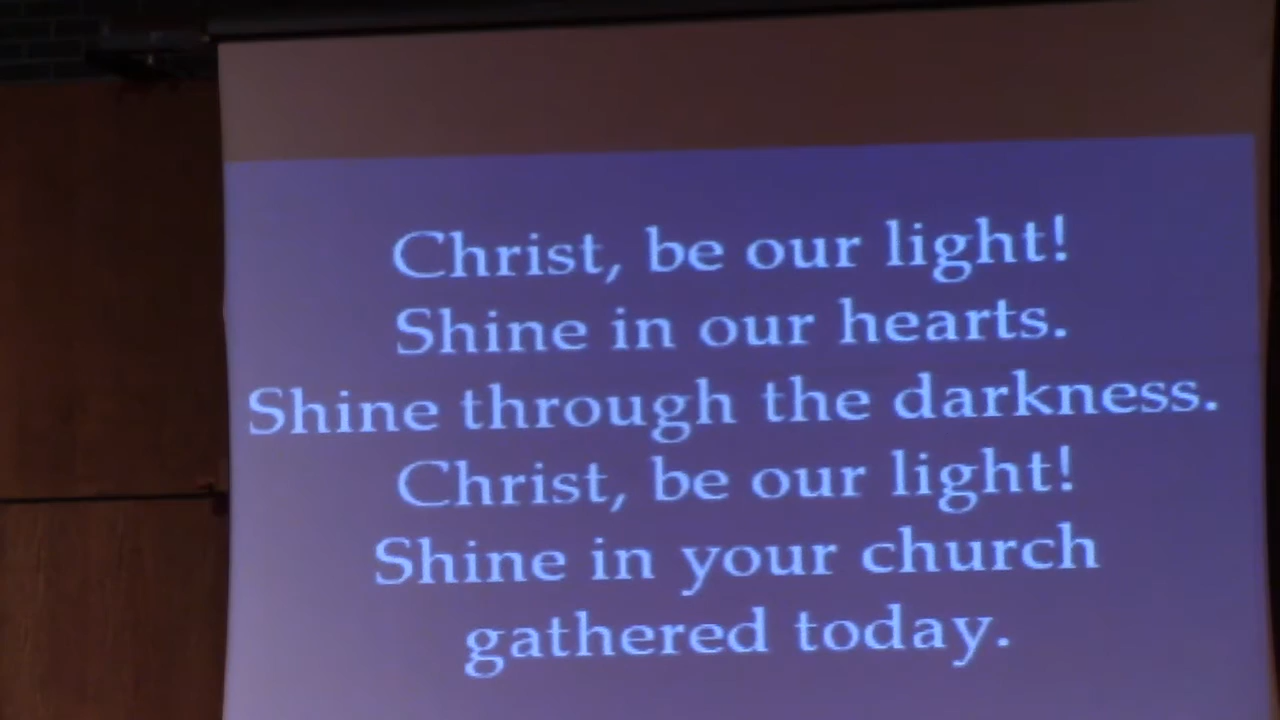 Christ, be our light!
Shine in our hearts.
Shine through the darkness.
Christ, be our light!
Shine in your church
gathered today.